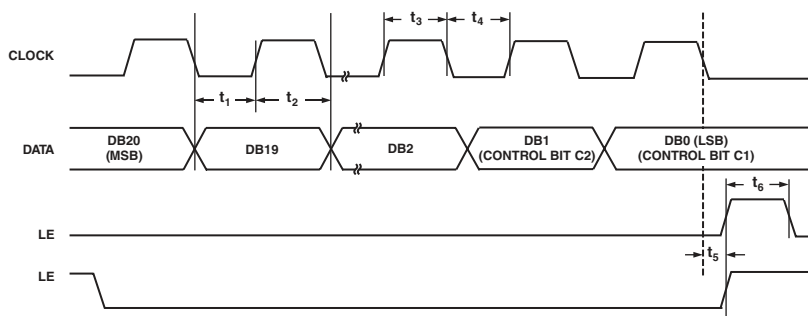 t3 t4
CLOCK
t1 t2
DATA
DB20
(MSB)
DB19
DB2
DB1
(CONTROL BIT C2)
DB0 (LSB)
(CONTROL BIT C1)
t6
LE
t5
LE